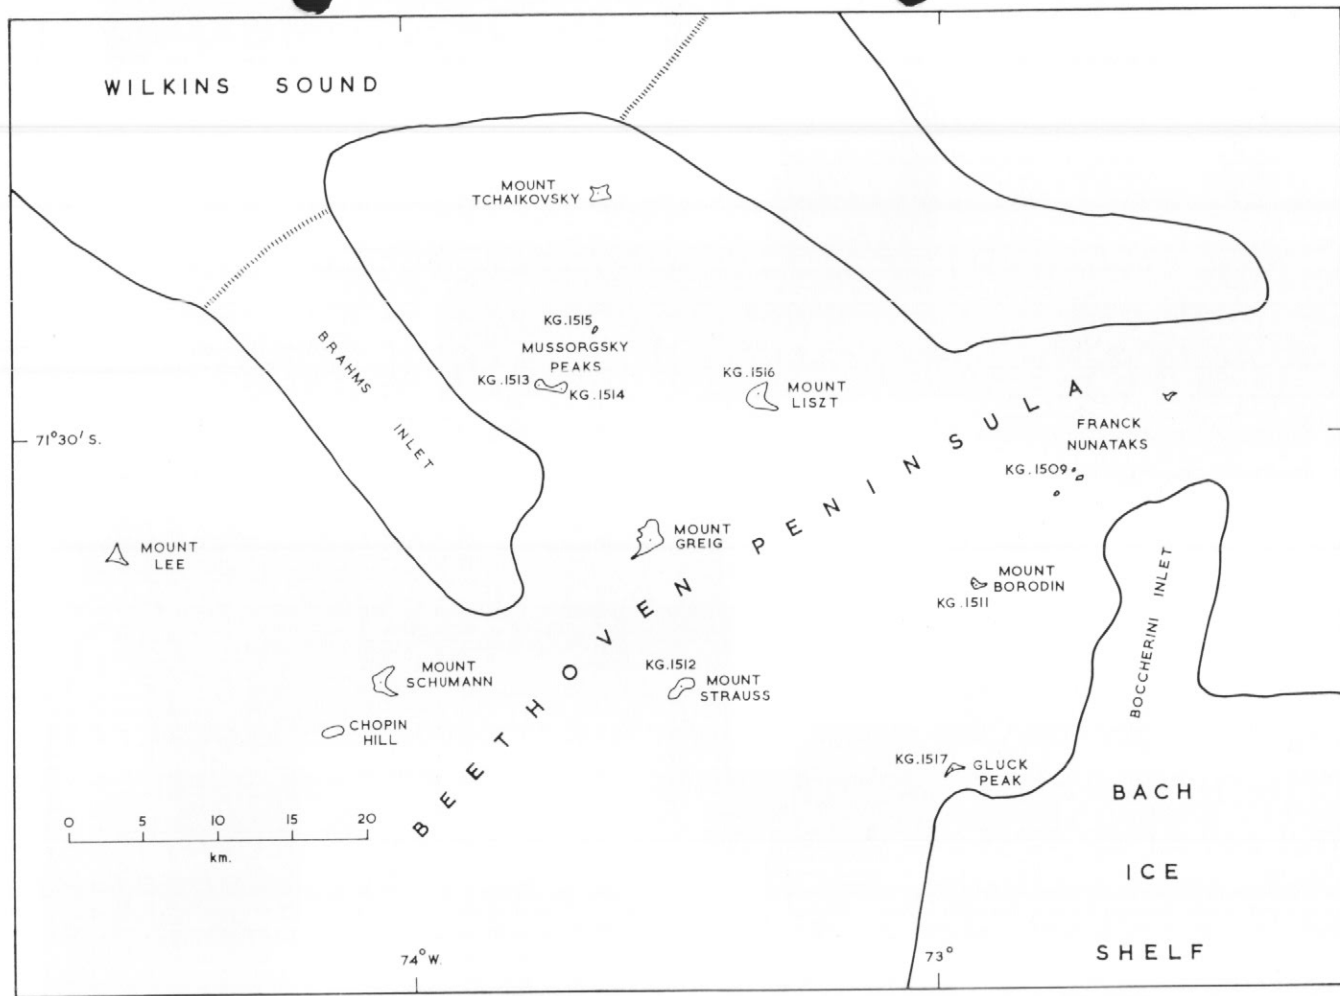 WILKINS SOUND
MOUNT
TCHAIKOVSKY
KG.1515
MUSSORGSKY
PEAKS
KG.1513
KG.1514
KG.1516
MOUNT
LISZT
BRAHMS INLET
71°30′ S.
FRANCK
NUNATAKS
KG.1509
MOUNT
LEE
MOUNT
GREIG
BEETHOVEN PENINSULA
MOUNT
BORODIN
KG.1511
BOCCHERINI INLET
MOUNT
SCHUMANN
KG.1512
MOUNT
STRAUSS
CHOPIN
HILL
KG.1517
GLUCK
PEAK
BACH
ICE
SHELF
0 5 10 15 20
km.
74°W.
73°